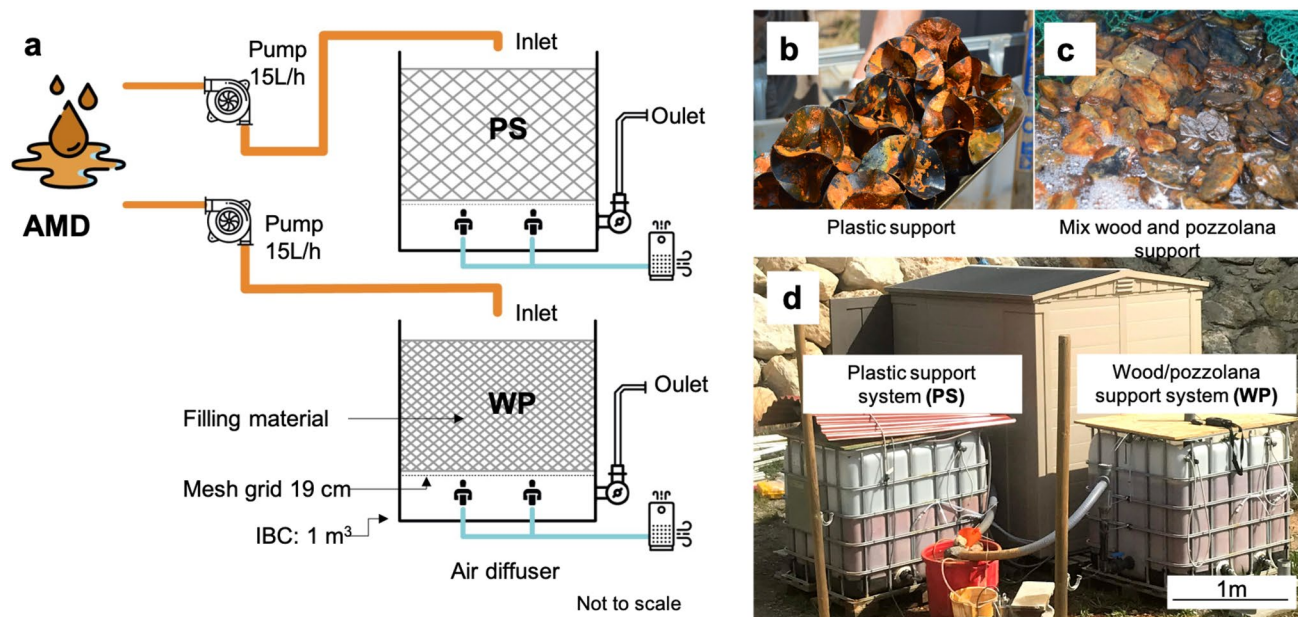 a
Pump
15L/h
Inlet
PS
Oulet
AMD
Pump
15L/h
Inlet
WP
Oulet
Filling material
Mesh grid 19 cm
IBC: 1 m³
Air diffuser
Not to scale
b
Plastic support
c
Mix wood and pozzolana
support
d
Plastic support
system (PS)
Wood/pozzolana
support system (WP)
1m